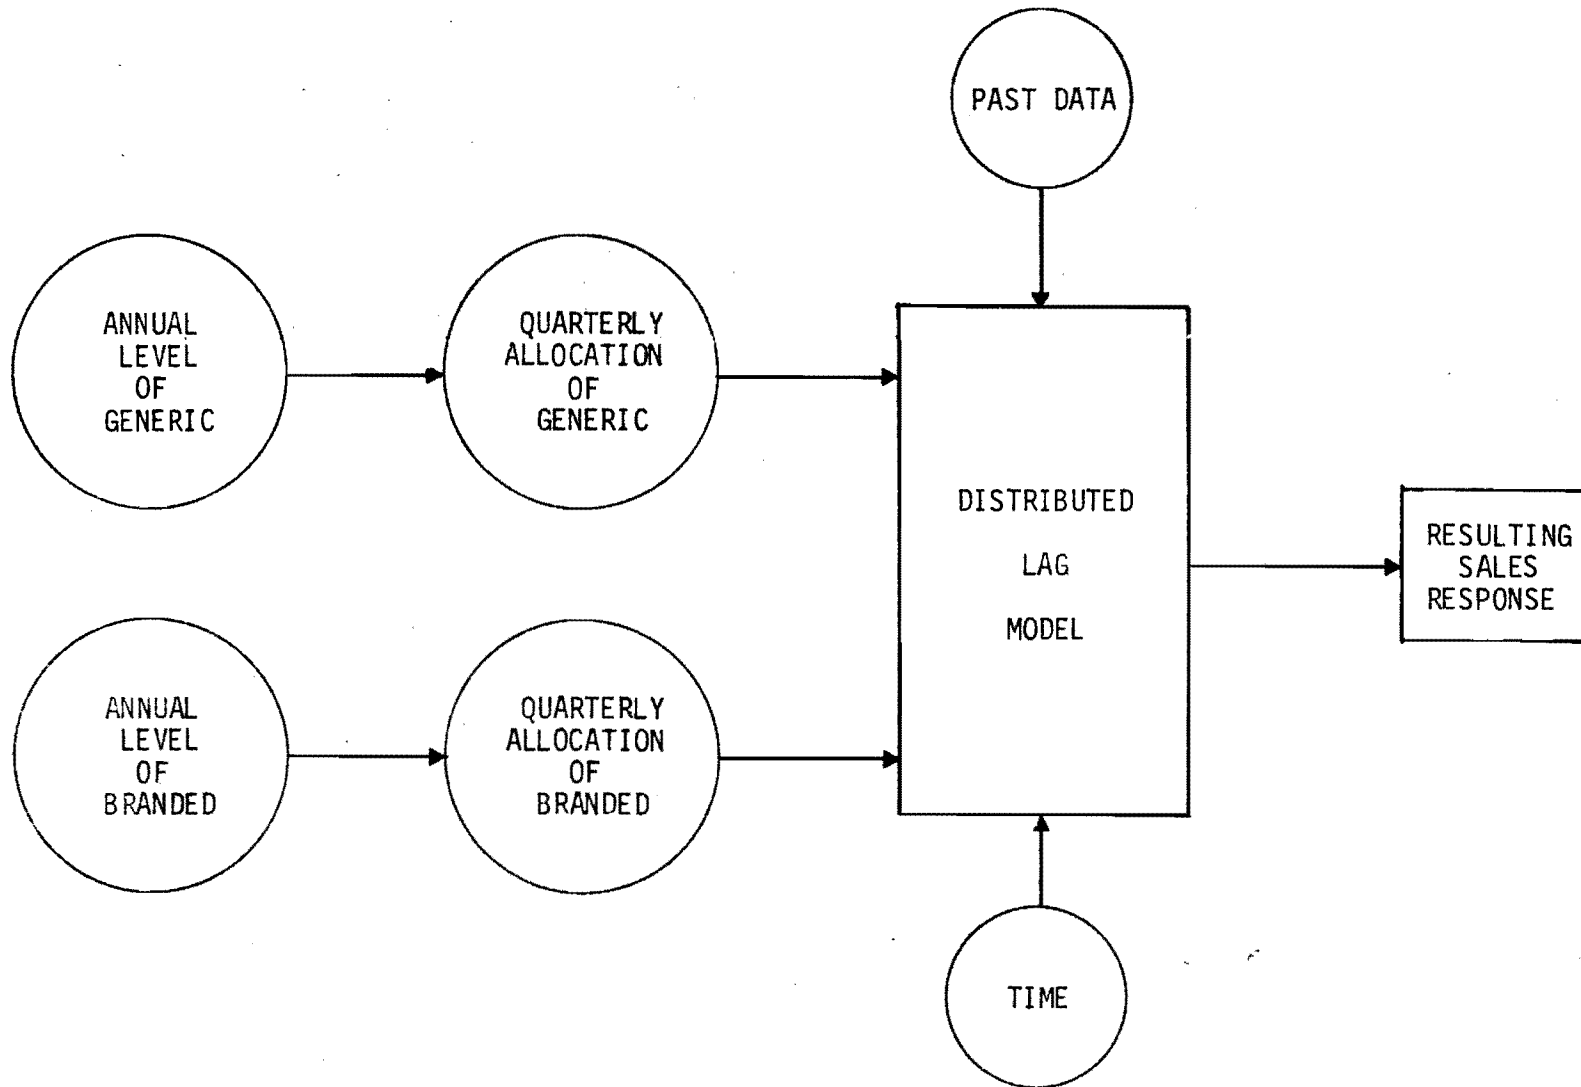 PAST DATA
ANNUAL
LEVEL
OF
GENERIC
QUARTERLY
ALLOCATION
OF
GENERIC
DISTRIBUTED
LAG
MODEL
RESULTING
SALES
RESPONSE
ANNUAL
LEVEL
OF
BRANDED
QUARTERLY
ALLOCATION
OF
BRANDED
TIME